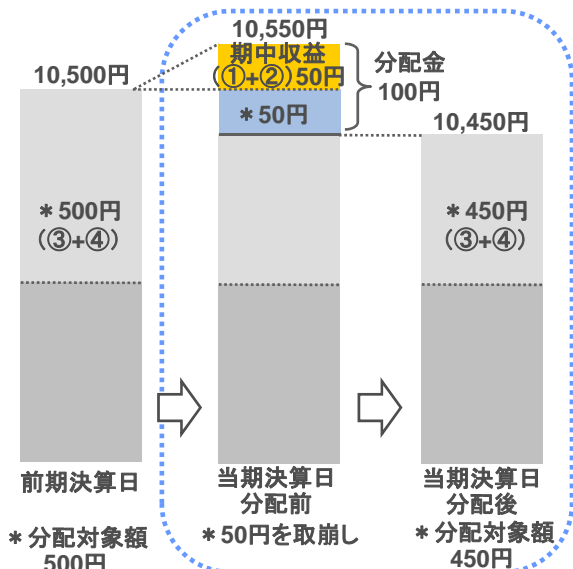 10,550円
10,500円
期中収益
(①+②)50円
分配金
100円
＊50円
10,450円
＊500円
(③+④)
＊450円
(③+④)
前期決算日
当期決算日
分配前
当期決算日
分配後
＊分配対象額
500円
＊50円を取崩し
＊分配対象額
450円